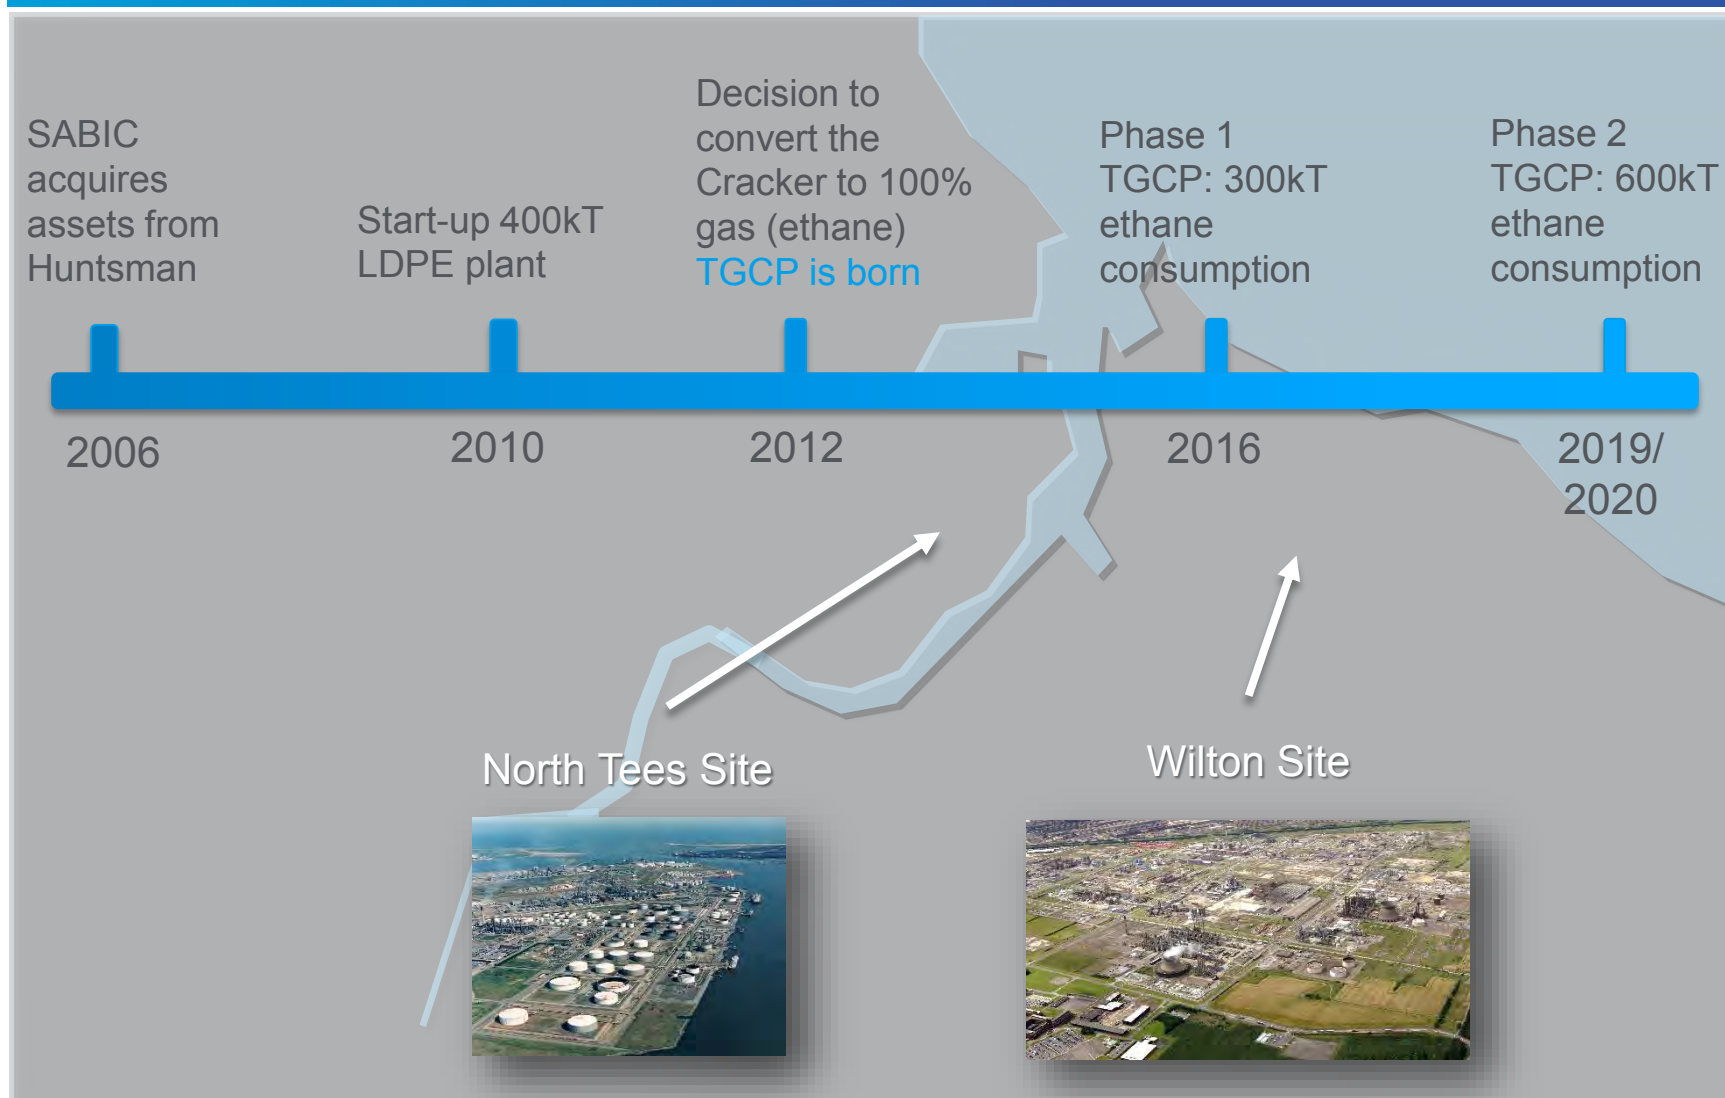 SABIC
acquires
assets from
Huntsman
Start-up 400kT
LDPE plant
Decision to
convert the
Cracker to 100%
gas (ethane)
TGCP is born
Phase 1
TGCP: 300kT
ethane
consumption
Phase 2
TGCP: 600kT
ethane
consumption
2006
2010
2012
2016
2019/
2020
North Tees Site
Wilton Site